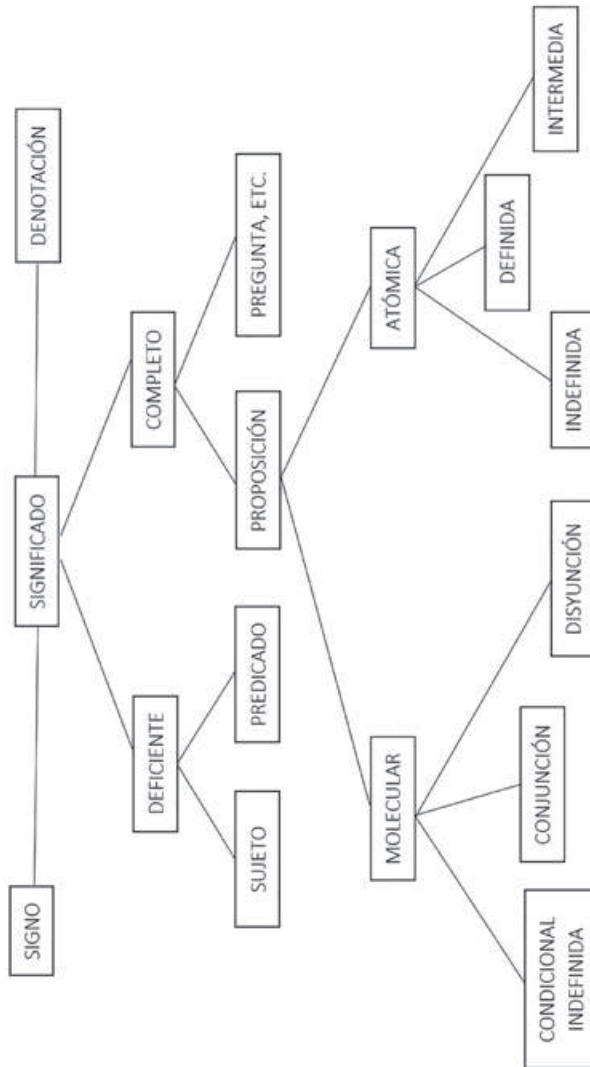 SIGNO
SIGNIFICADO
DENOTACIÓN
DEFICIENTE
COMPLETO
SUJETO
PREDICADO
PROPOSICIÓN
PREGUNTA, ETC.
MOLECULAR
ATÓMICA
CONDICIONAL
INDEFINIDA
CONJUNCIÓN
DISYUNCIÓN
INDEFINIDA
DEFINIDA
INTERMEDIA